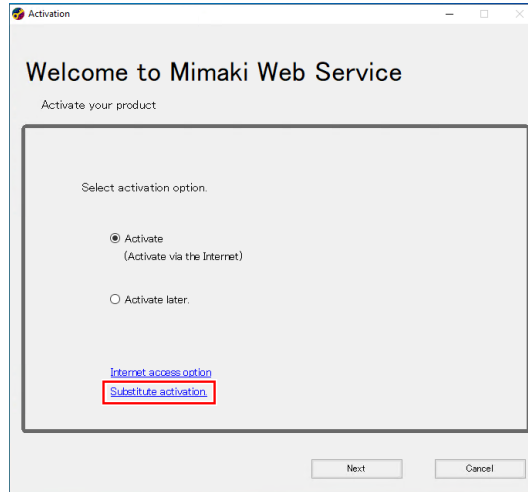 Activation
Welcome to Mimaki Web Service
Activate your product
Select activation option.
Activate
(Activate via the Internet)
Activate later.
Internet access option
Substitute activation.
Next
Cancel